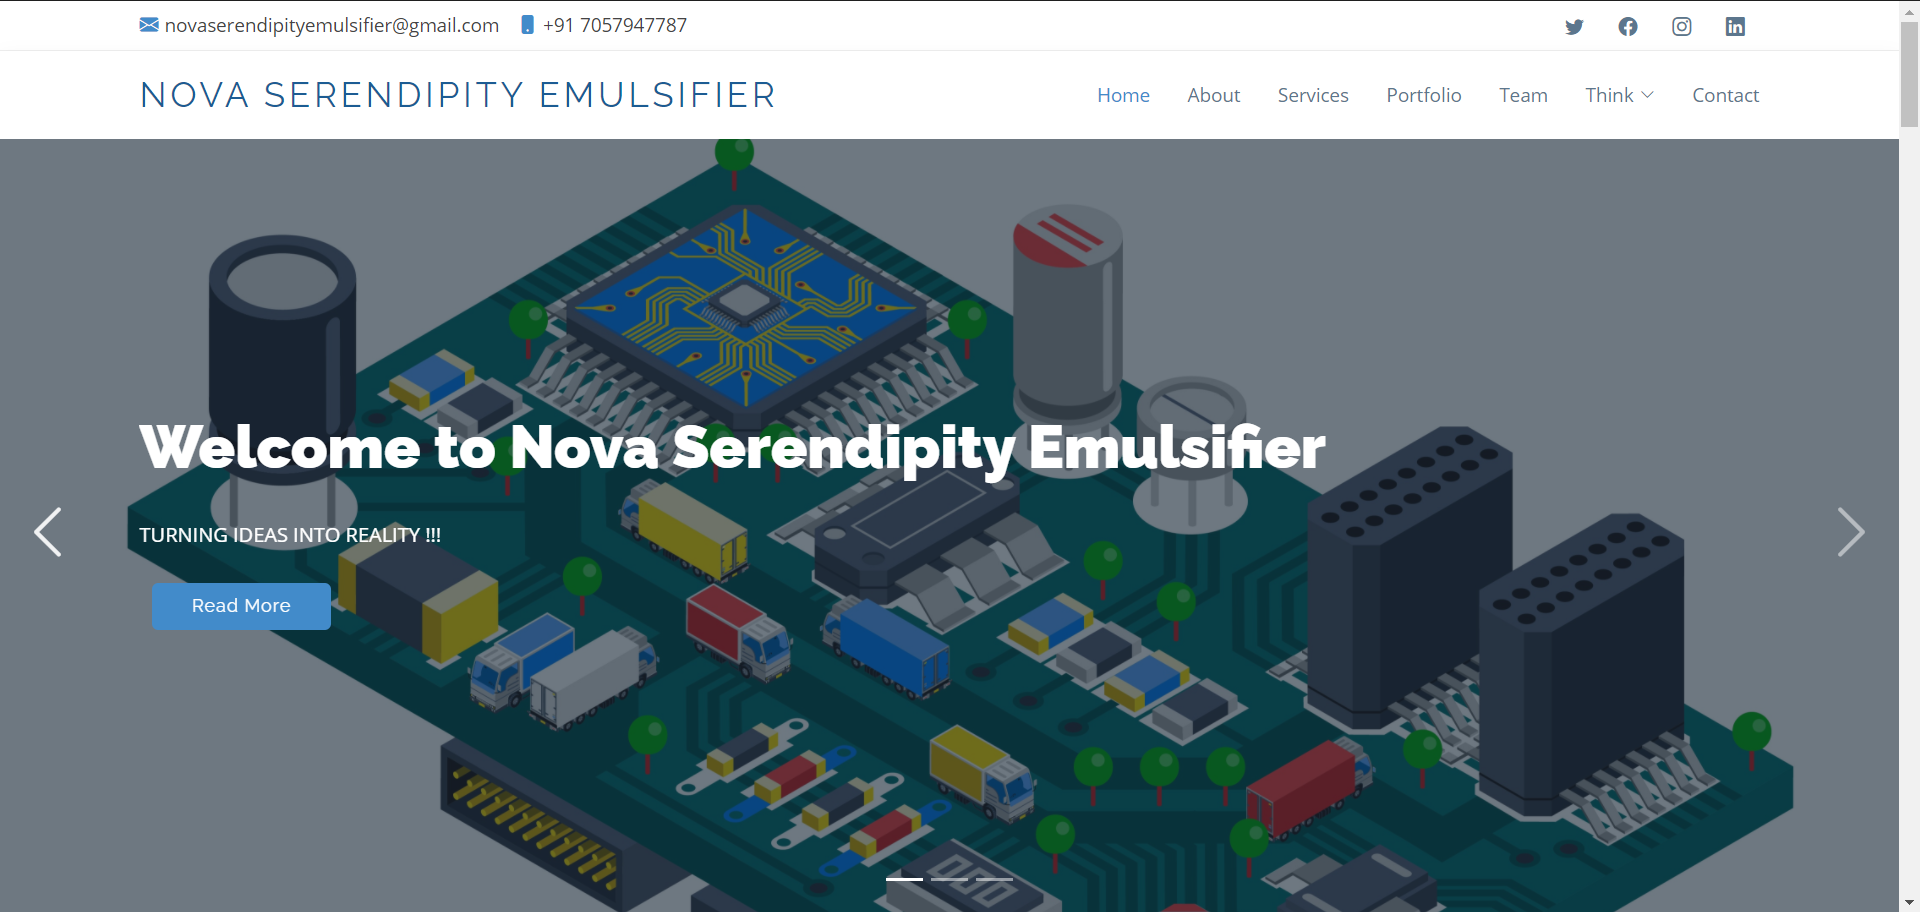 novaserendipityemulsifier@gmail.com +91 7057947787
NOVA SERENDIPITY EMULSIFIER Home About Services Portfolio Team Think Contact
Welcome to Nova Serendipity Emulsifier
TURNING IDEAS INTO REALITY !!!
Read More